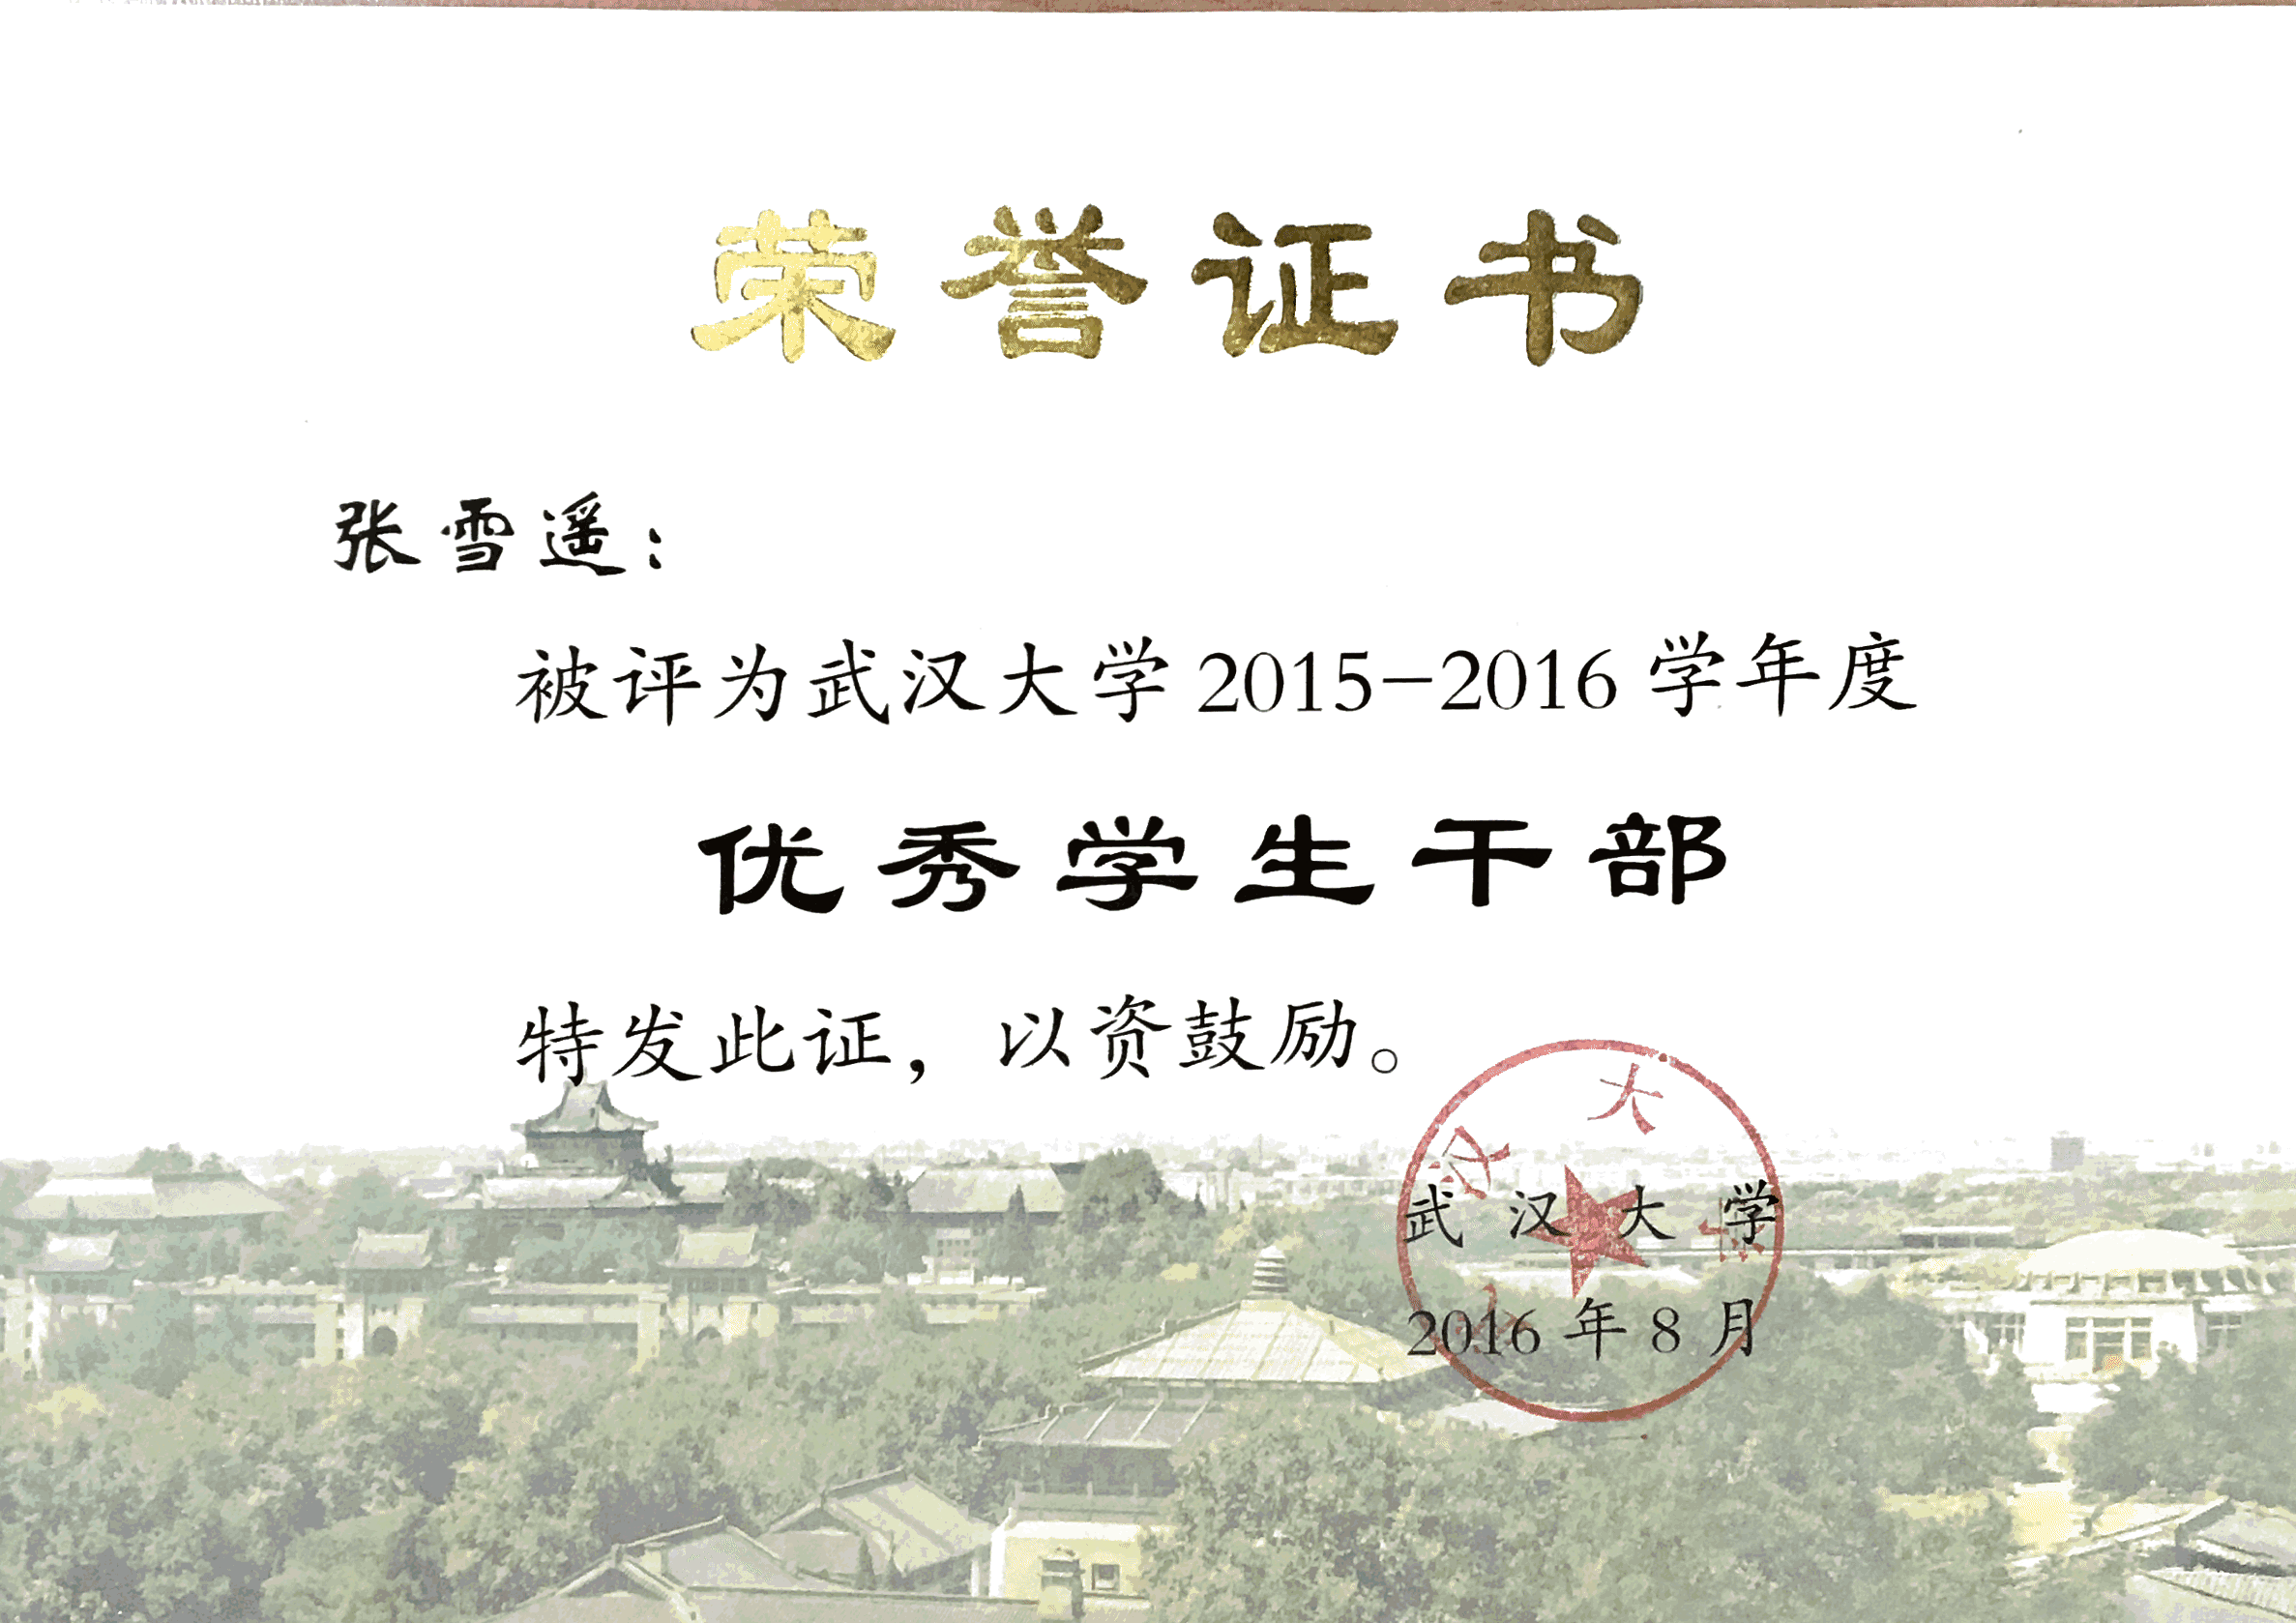 荣誉证书
张雪遥：
被评为武汉大学2015-2016学年度
优秀学生干部
特发此证，以资鼓励。
武汉大学
2016年8月
汉大